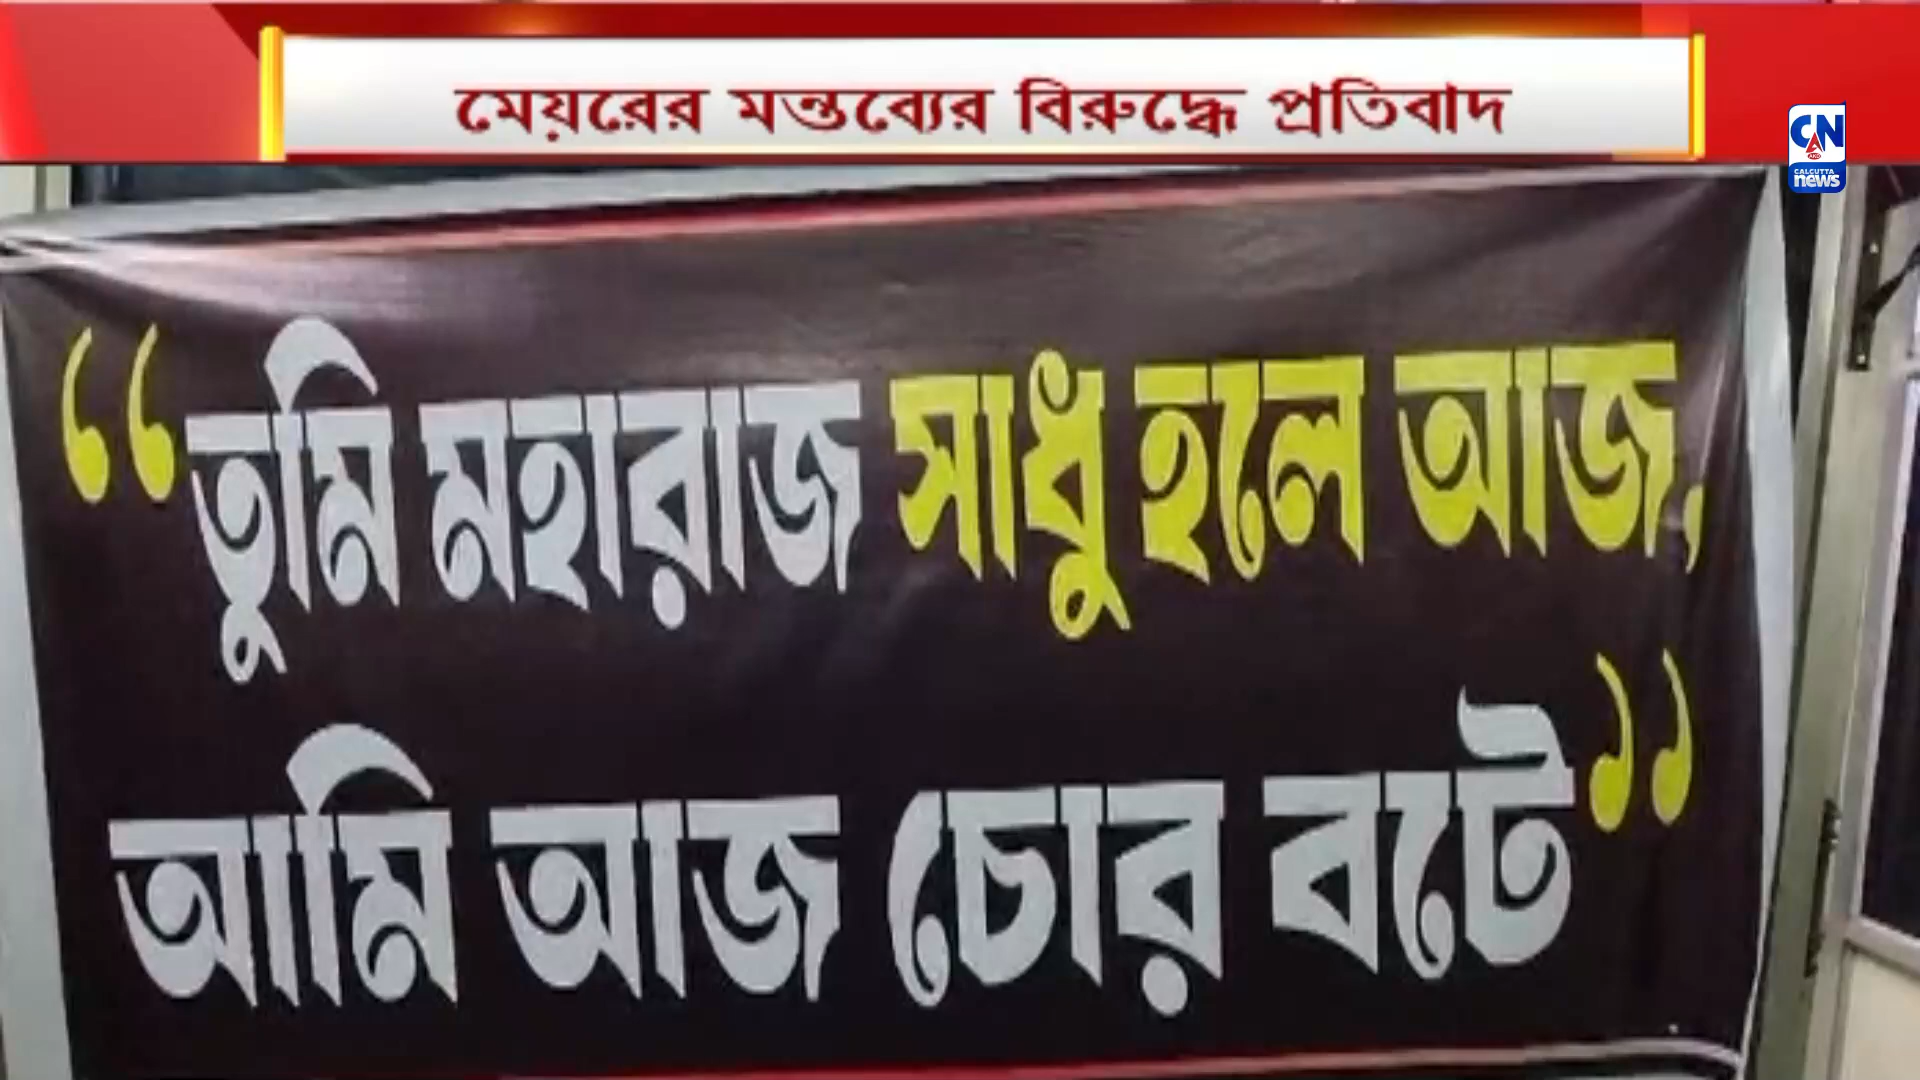 মেয়রের মন্তব্যের বিরুদ্ধে প্রতিবাদ
CN
CALCUTTA
news
“তুমি মহারাজ সাধু হলে আজ,
আমি আজ চোর বটে”